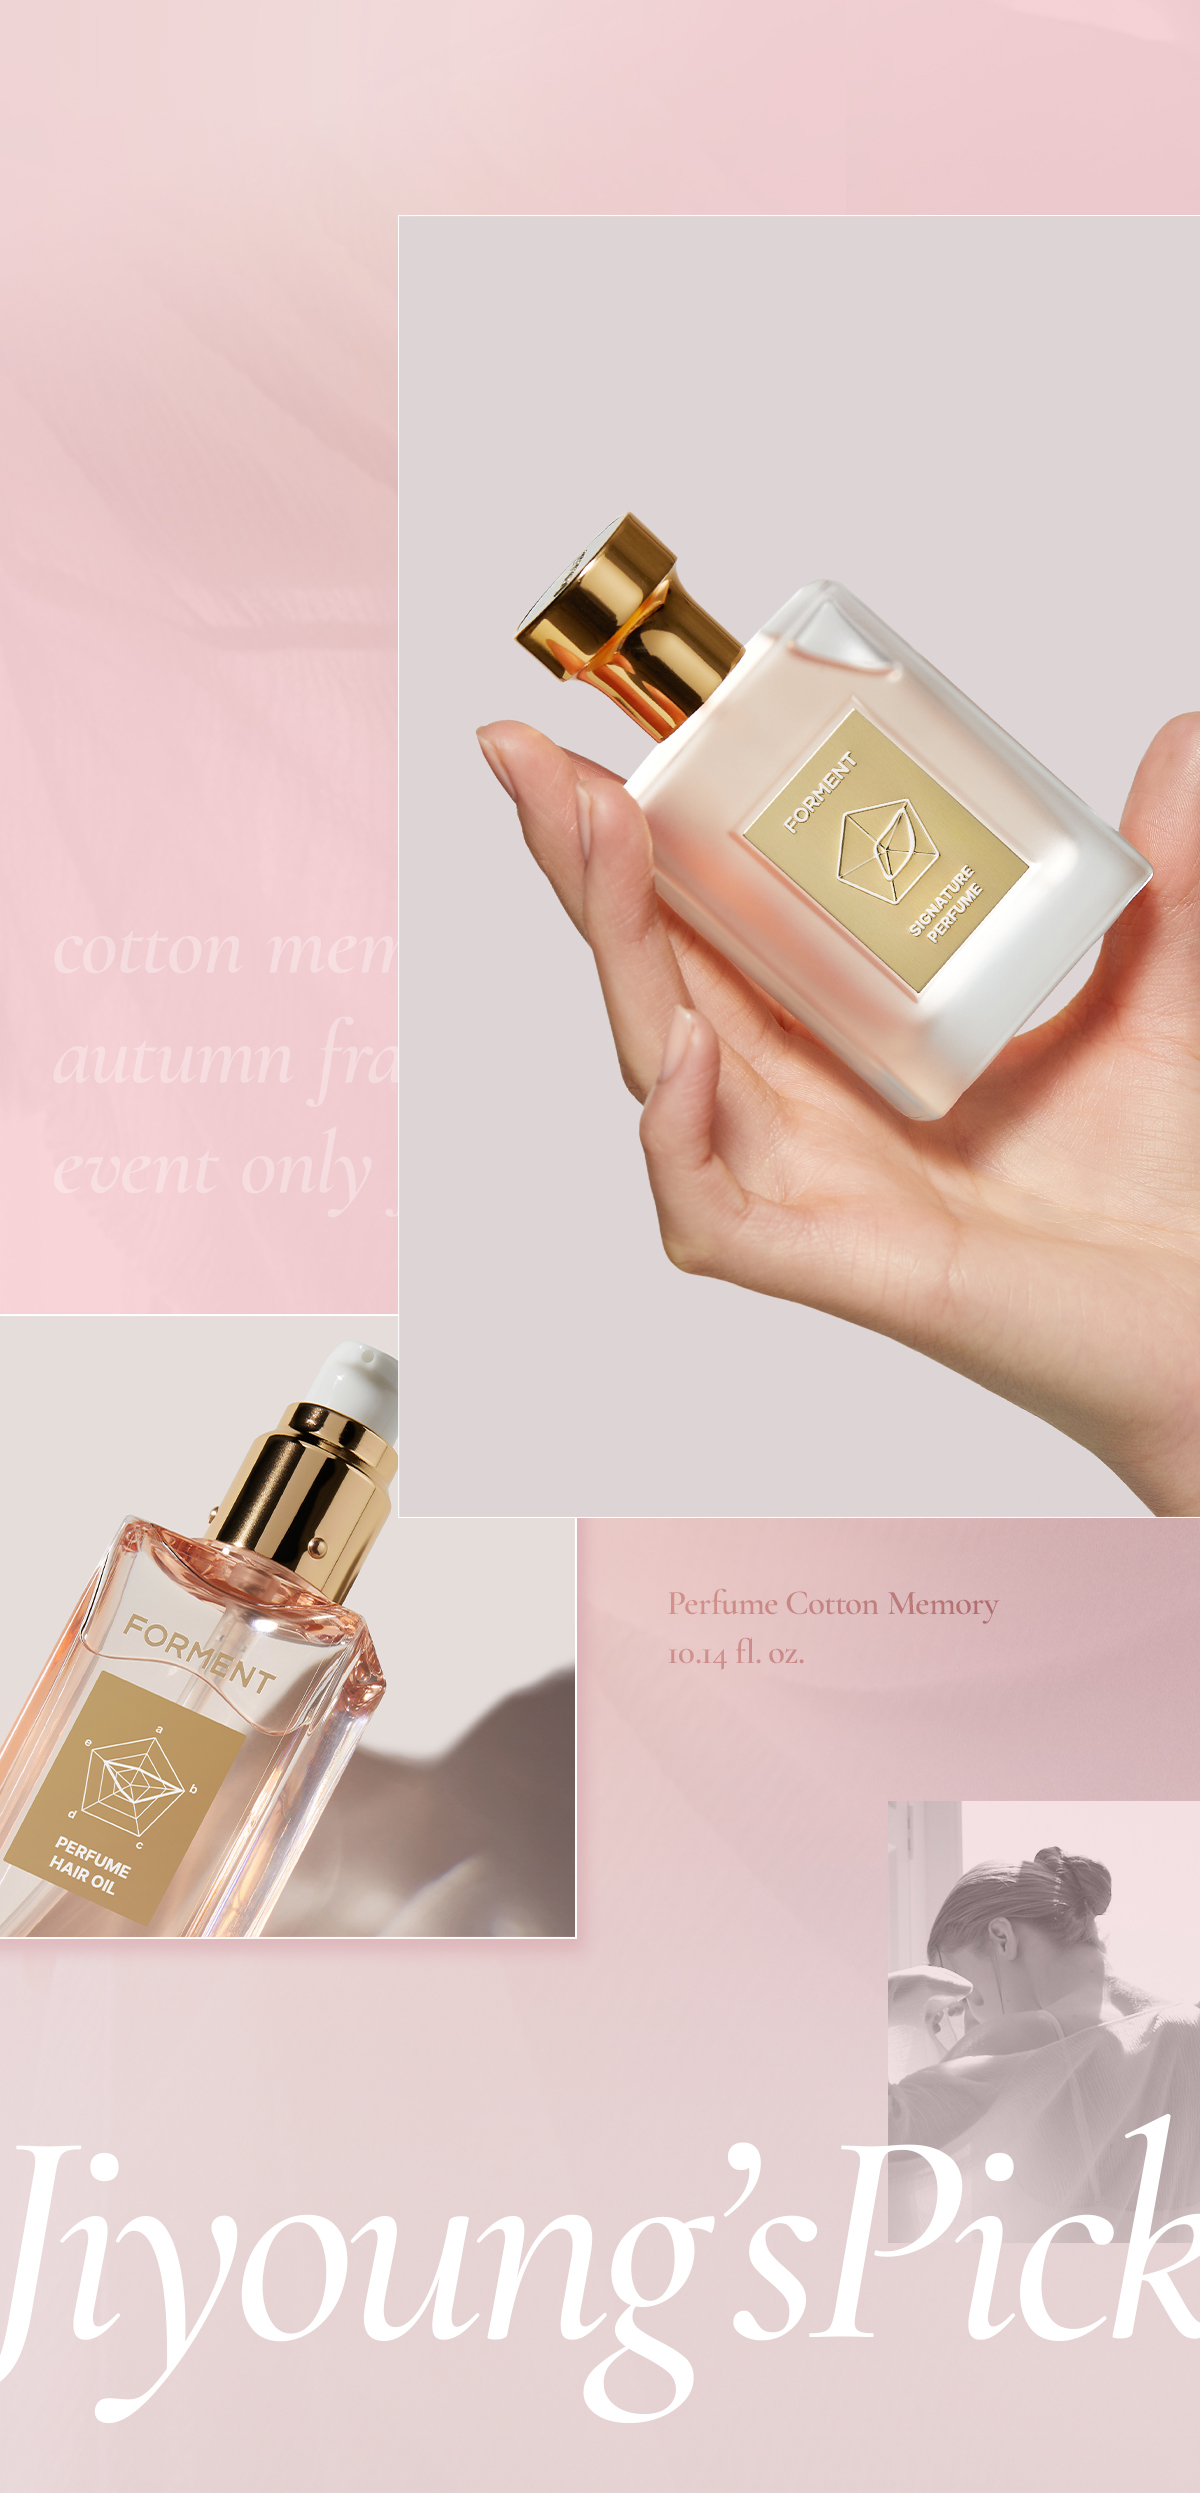 cotton mem
autumn fra
event only
FORMENT
SIGNATURE
PERFUME
FORMENT
a
e
b
d
c
PERFUME
HAIR OIL
Perfume Cotton Memory
10.14 fl. oz.
Jiyoung’s Pick